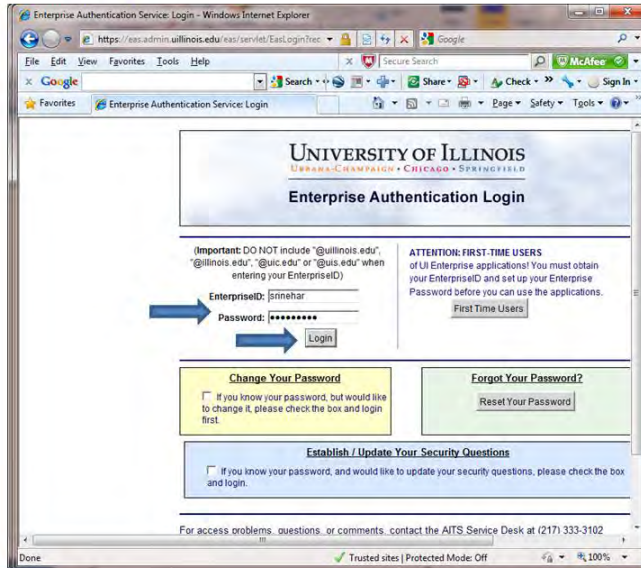 Enterprise Authentication Service: Login - Windows Internet Explorer
https://eas.admin.uillinois.edu/eas/servlet/EasLogin?rec
Google
File Edit View Favorites Tools Help
Secure Search
McAfee
Google
Search
Share
Check
Sign In
Favorites
Enterprise Authentication Service: Login
Page Safety Tools
UNIVERSITY OF ILLINOIS
URBANA-CHAMPAIGN • CHICAGO • SPRINGFIELD
Enterprise Authentication Login
(Important: DO NOT include "@uillinois.edu",
"@illinois.edu", "@uic.edu" or "@uis.edu" when
entering your EnterpriseID)
EnterpriseID: srinehar
Password:
Login
ATTENTION: FIRST-TIME USERS
of UI Enterprise applications! You must obtain
your EnterpriseID and set up your Enterprise
Password before you can use the applications.
First Time Users
Change Your Password
If you know your password, but would like
to change it, please check the box and login
first.
Forgot Your Password?
Reset Your Password
Establish / Update Your Security Questions
If you know your password, and would like to update your security questions, please check the box
and login.
For access problems, questions, or comments, contact the AITS Service Desk at (217) 333-3102
Done
Trusted sites | Protected Mode: Off
100%